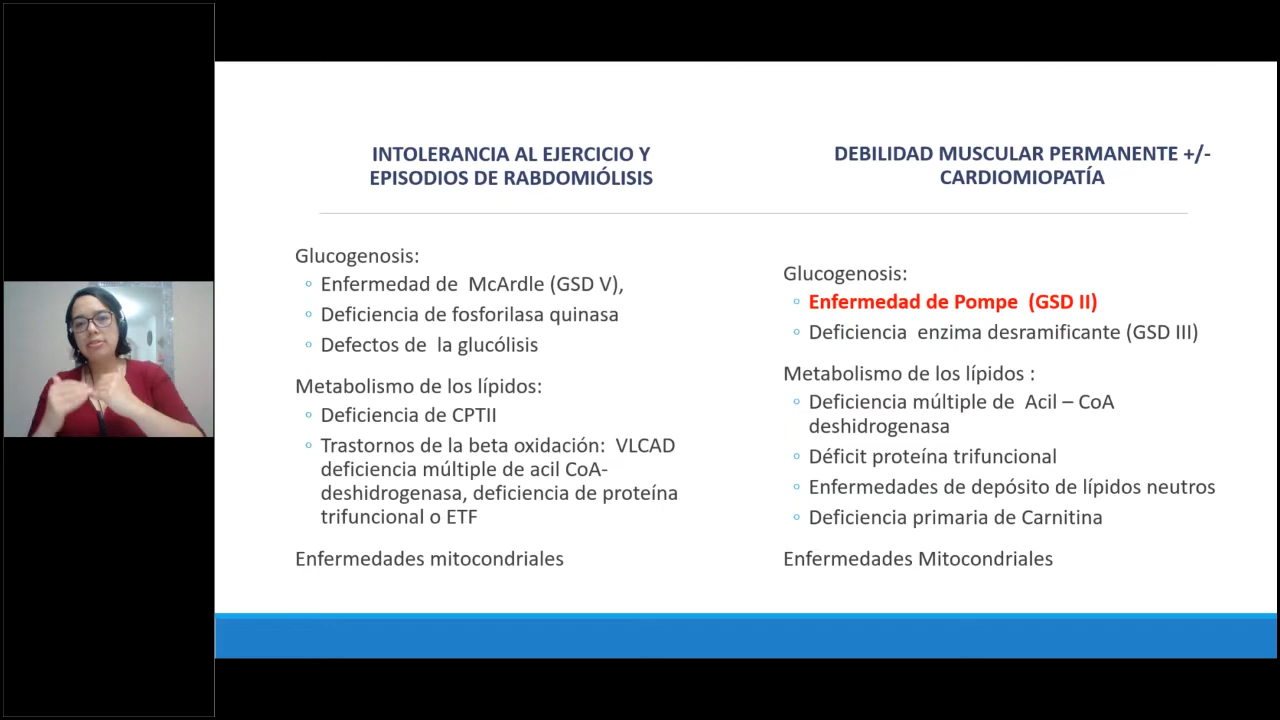 INTOLERANCIA AL EJERCICIO Y
EPISODIOS DE RABDOMIÓLISIS
Glucogenosis:
Enfermedad de McArdle (GSD V),
Deficiencia de fosforilasa quinasa
Defectos de la glucólisis
Metabolismo de los lípidos:
Deficiencia de CPTII
Trastornos de la beta oxidación: VLCAD
deficiencia múltiple de acil CoA-
deshidrogenasa, deficiencia de proteína
trifuncional o ETF
Enfermedades mitocondriales
DEBILIDAD MUSCULAR PERMANENTE +/-
CARDIOMIOPATÍA
Glucogenosis:
Enfermedad de Pompe (GSD II)
Deficiencia enzima desramificante (GSD III)
Metabolismo de los lípidos :
Deficiencia múltiple de Acil – CoA
deshidrogenasa
Déficit proteína trifuncional
Enfermedades de depósito de lípidos neutros
Deficiencia primaria de Carnitina
Enfermedades Mitocondriales